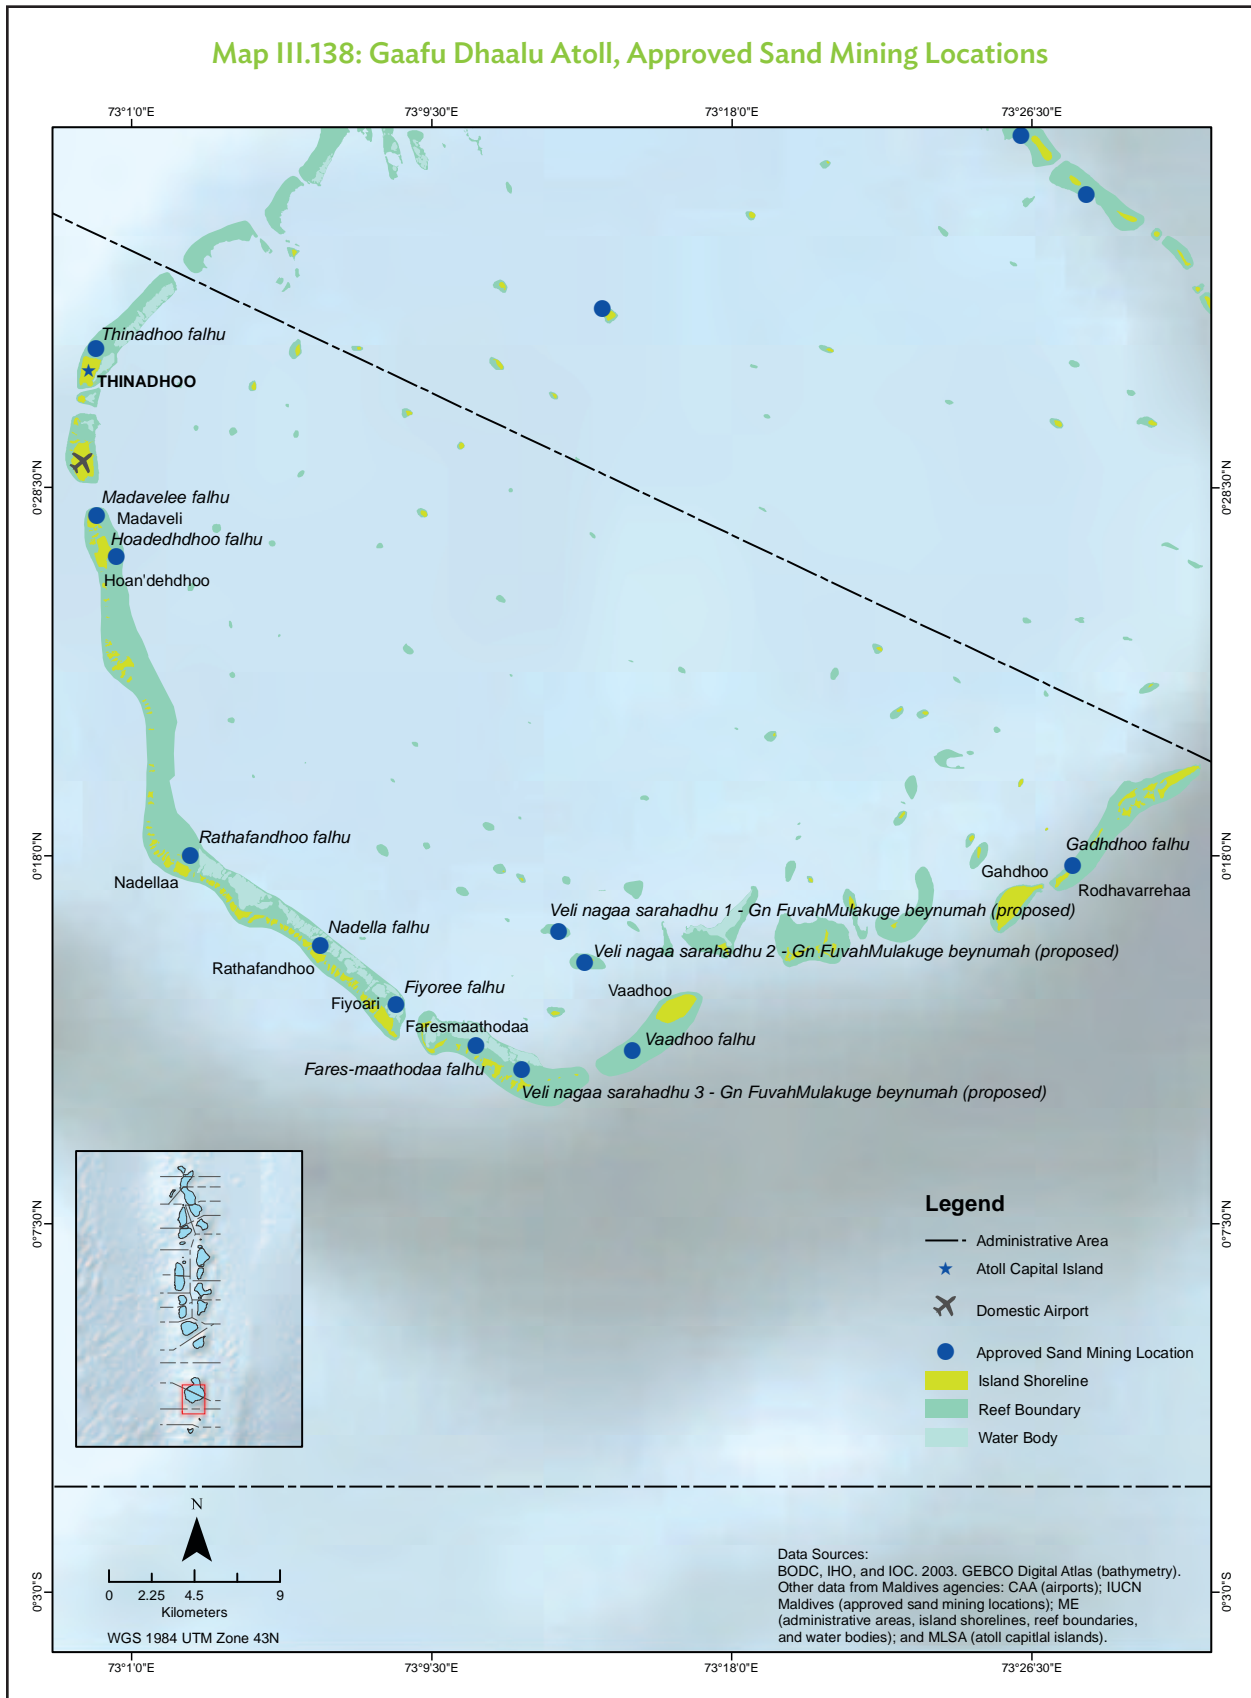 Map III.138: Gaafu Dhaalu Atoll, Approved Sand Mining Locations
73°1'0"E
73°9'30"E
73°18'0"E
73°26'30"E
Thinadhoo falhu
THINADHOO
0°28'30"N
0°28'30"N
Madavelee falhu
Madaveli
Hoadedhdhoo falhu
Hoan'dehdhoo
Rathafandhoo falhu
0°18'0"N
0°18'0"N
Gadhdhoo falhu
Gahdhoo
Nadellaa
Rodhavarrehaa
Veli nagaa sarahadhu 1 - Gn FuvahMulakuge beynumah (proposed)
Nadella falhu
Veli nagaa sarahadhu 2 - Gn FuvahMulakuge beynumah (proposed)
Rathafandhoo
Fiyoree falhu
Vaadhoo
Fiyoari
Faresmaathodaa
Vaadhoo falhu
Fares-maathodaa falhu
Veli nagaa sarahadhu 3 - Gn FuvahMulakuge beynumah (proposed)
0°7'30"N
0°7'30"N
Legend
Administrative Area
Atoll Capital Island
Domestic Airport
Approved Sand Mining Location
Island Shoreline
Reef Boundary
Water Body
N
0 2.25 4.5 9
Kilometers
WGS 1984 UTM Zone 43N
0°3'0"S
0°3'0"S
Data Sources:
BODC, IHO, and IOC. 2003. GEBCO Digital Atlas (bathymetry).
Other data from Maldives agencies: CAA (airports); IUCN
Maldives (approved sand mining locations); ME
(administrative areas, island shorelines, reef boundaries,
and water bodies); and MLSA (atoll capitlal islands).
73°1'0"E
73°9'30"E
73°18'0"E
73°26'30"E